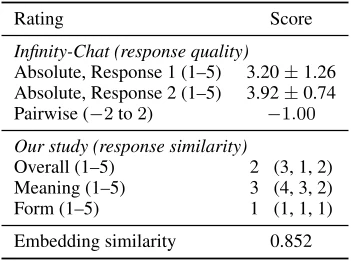 Rating Score
Infinity-Chat (response quality)
Absolute, Response 1 (1–5) 3.20 ± 1.26
Absolute, Response 2 (1–5) 3.92 ± 0.74
Pairwise (−2 to 2) −1.00
Our study (response similarity)
Overall (1–5) 2 (3, 1, 2)
Meaning (1–5) 3 (4, 3, 2)
Form (1–5) 1 (1, 1, 1)
Embedding similarity 0.852